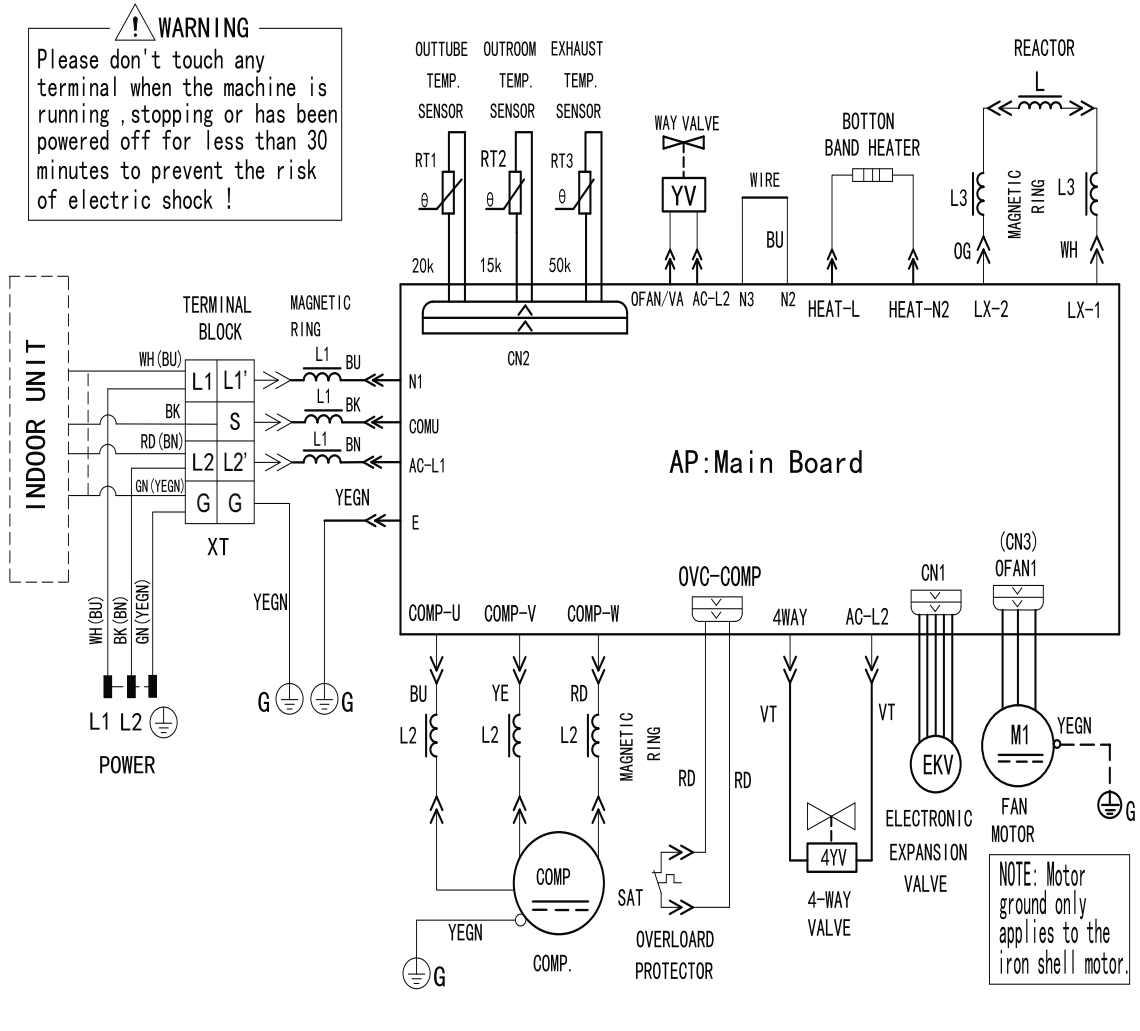 WARNING
Please don't touch any
terminal when the machine is
running ,stopping or has been
powered off for less than 30
minutes to prevent the risk
of electric shock !
OUTTUBE
TEMP.
SENSOR
OUTROOM
TEMP.
SENSOR
EXHAUST
TEMP.
SENSOR
RT1
RT2
RT3
θ
θ
θ
20k
15k
50k
CN2
WAY VALVE
YV
OFAN/VA
AC-L2
WIRE
BU
N3
N2
BOTTON
BAND HEATER
HEAT-L
HEAT-N2
REACTOR
L
L3
MAGNETIC
RING
L3
OG
WH
LX-2
LX-1
INDOOR UNIT
TERMINAL
BLOCK
MAGNETIC
RING
WH(BU)
L1
L1'
L1
BU
N1
BK
S
L1
BK
COMU
RD(BN)
L2
L2'
L1
BN
AC-L1
GN(YEGN)
G
G
YEGN
E
XT
AP:Main Board
WH(BU)
BK(BN)
GN(YEGN)
YEGN
G
G
L1
L2
POWER
COMP-U
COMP-V
COMP-W
BU
YE
RD
L2
L2
L2
MAGNETIC
RING
COMP
YEGN
G
COMP.
OVC-COMP
RD
RD
SAT
OVERLOARD
PROTECTOR
4WAY
AC-L2
VT
VT
4YV
4-WAY
VALVE
CN1
EKV
ELECTRONIC
EXPANSION
VALVE
(CN3)
OFAN1
M1
YEGN
G
FAN
MOTOR
NOTE: Motor
ground only
applies to the
iron shell motor.